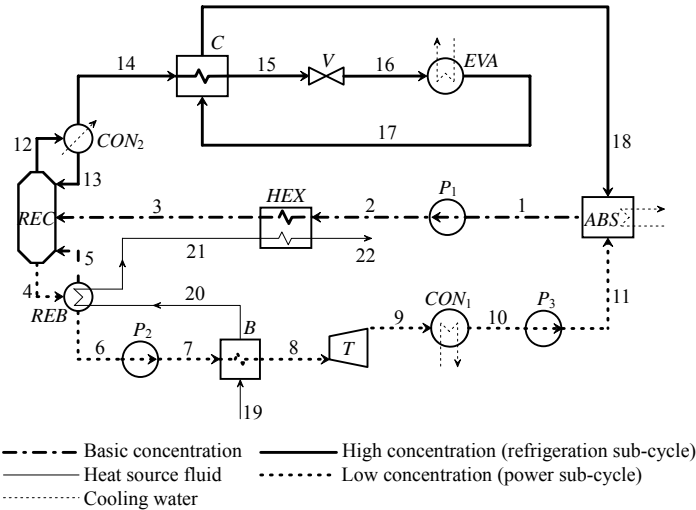 C
14
15
V
16
EVA
12
CON₂
17
13
18
REC
3
HEX
2
P₁
1
ABS
5
21
22
4
REB
20
CON₁
11
P₂
B
9
10
P₃
6
7
8
T
19
Basic concentration
High concentration (refrigeration sub-cycle)
Heat source fluid
Low concentration (power sub-cycle)
Cooling water